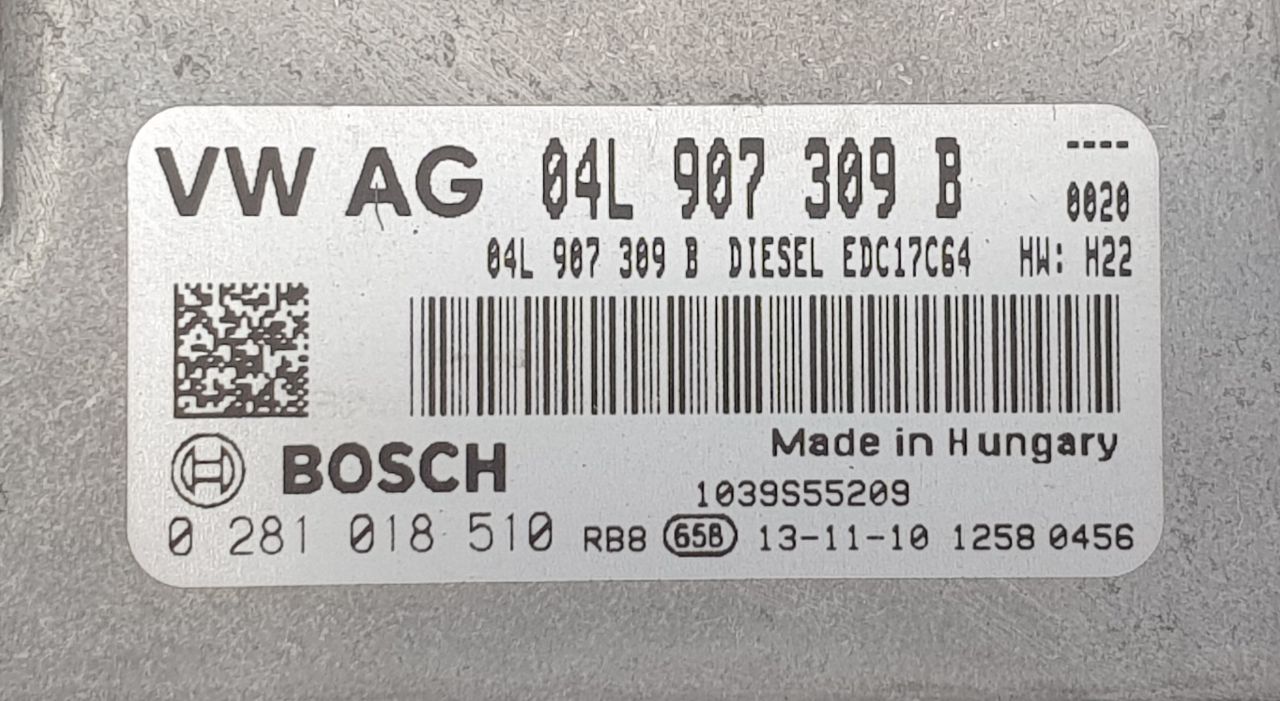 VW AG 04L 907 309 B ----
0020
04L 907 309 B DIESEL EDC17C64 HW: H22
Made in Hungary
BOSCH
1039S55209
0 281 018 510 RB8 65B 13-11-10 1258 0456